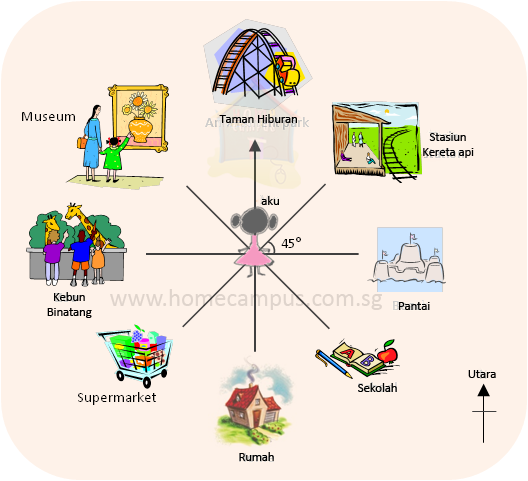 Taman Hiburan
Museum
Stasiun
Kereta api
aku
45°
Kebun
Binatang
Pantai
www.homecampus.com.sg
Supermarket
Sekolah
A B
Utara
Rumah